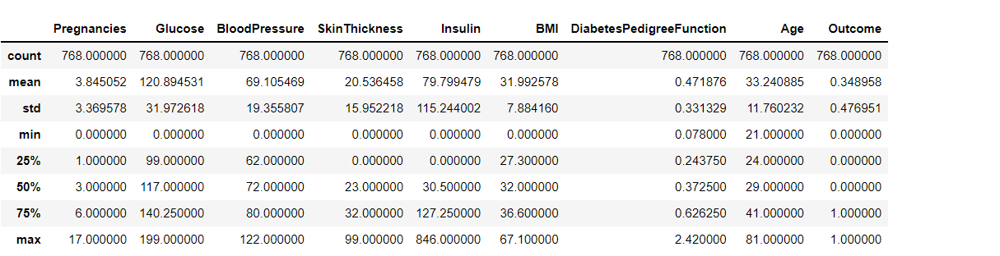 Pregnancies Glucose BloodPressure SkinThickness Insulin BMI DiabetesPedigreeFunction Age Outcome
count 768.000000 768.000000 768.000000 768.000000 768.000000 768.000000 768.000000 768.000000 768.000000
mean 3.845052 120.894531 69.105469 20.536458 79.799479 31.992578 0.471876 33.240885 0.348958
std 3.369578 31.972618 19.355807 15.952218 115.244002 7.884160 0.331329 11.760232 0.476951
min 0.000000 0.000000 0.000000 0.000000 0.000000 0.000000 0.078000 21.000000 0.000000
25% 1.000000 99.000000 62.000000 0.000000 0.000000 27.300000 0.243750 24.000000 0.000000
50% 3.000000 117.000000 72.000000 23.000000 30.500000 32.000000 0.372500 29.000000 0.000000
75% 6.000000 140.250000 80.000000 32.000000 127.250000 36.600000 0.626250 41.000000 1.000000
max 17.000000 199.000000 122.000000 99.000000 846.000000 67.100000 2.420000 81.000000 1.000000